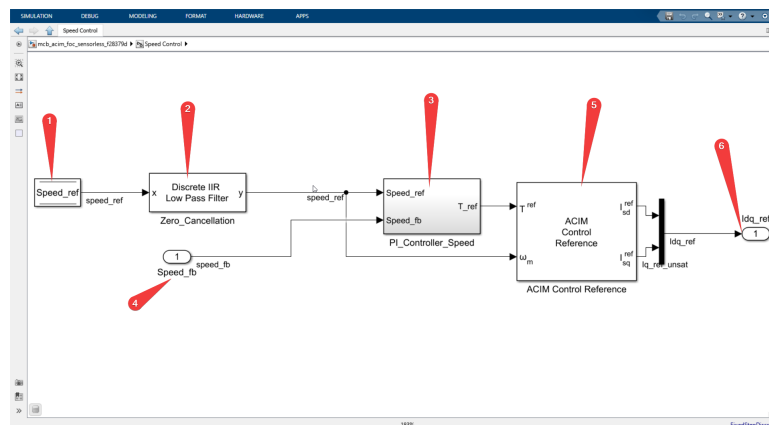 SIMULATION DEBUG MODELING FORMAT HARDWARE APPS
Speed Control
mcb_acim_foc_sensorless_f28379d ▶ Speed Control ▶
1
2
3
5
6
Speed_ref
speed_ref
x
Discrete IIR
Low Pass Filter
y
Zero_Cancellation
speed_ref
Speed_ref
Speed_fb
T_ref
PI_Controller_Speed
T ref
ω m
ACIM
Control
Reference
I ref sd
I ref sq
ACIM Control Reference
Idq_ref
Iq_ref_unsat
Idq_ref
1
1
speed_fb
Speed_fb
4
193%